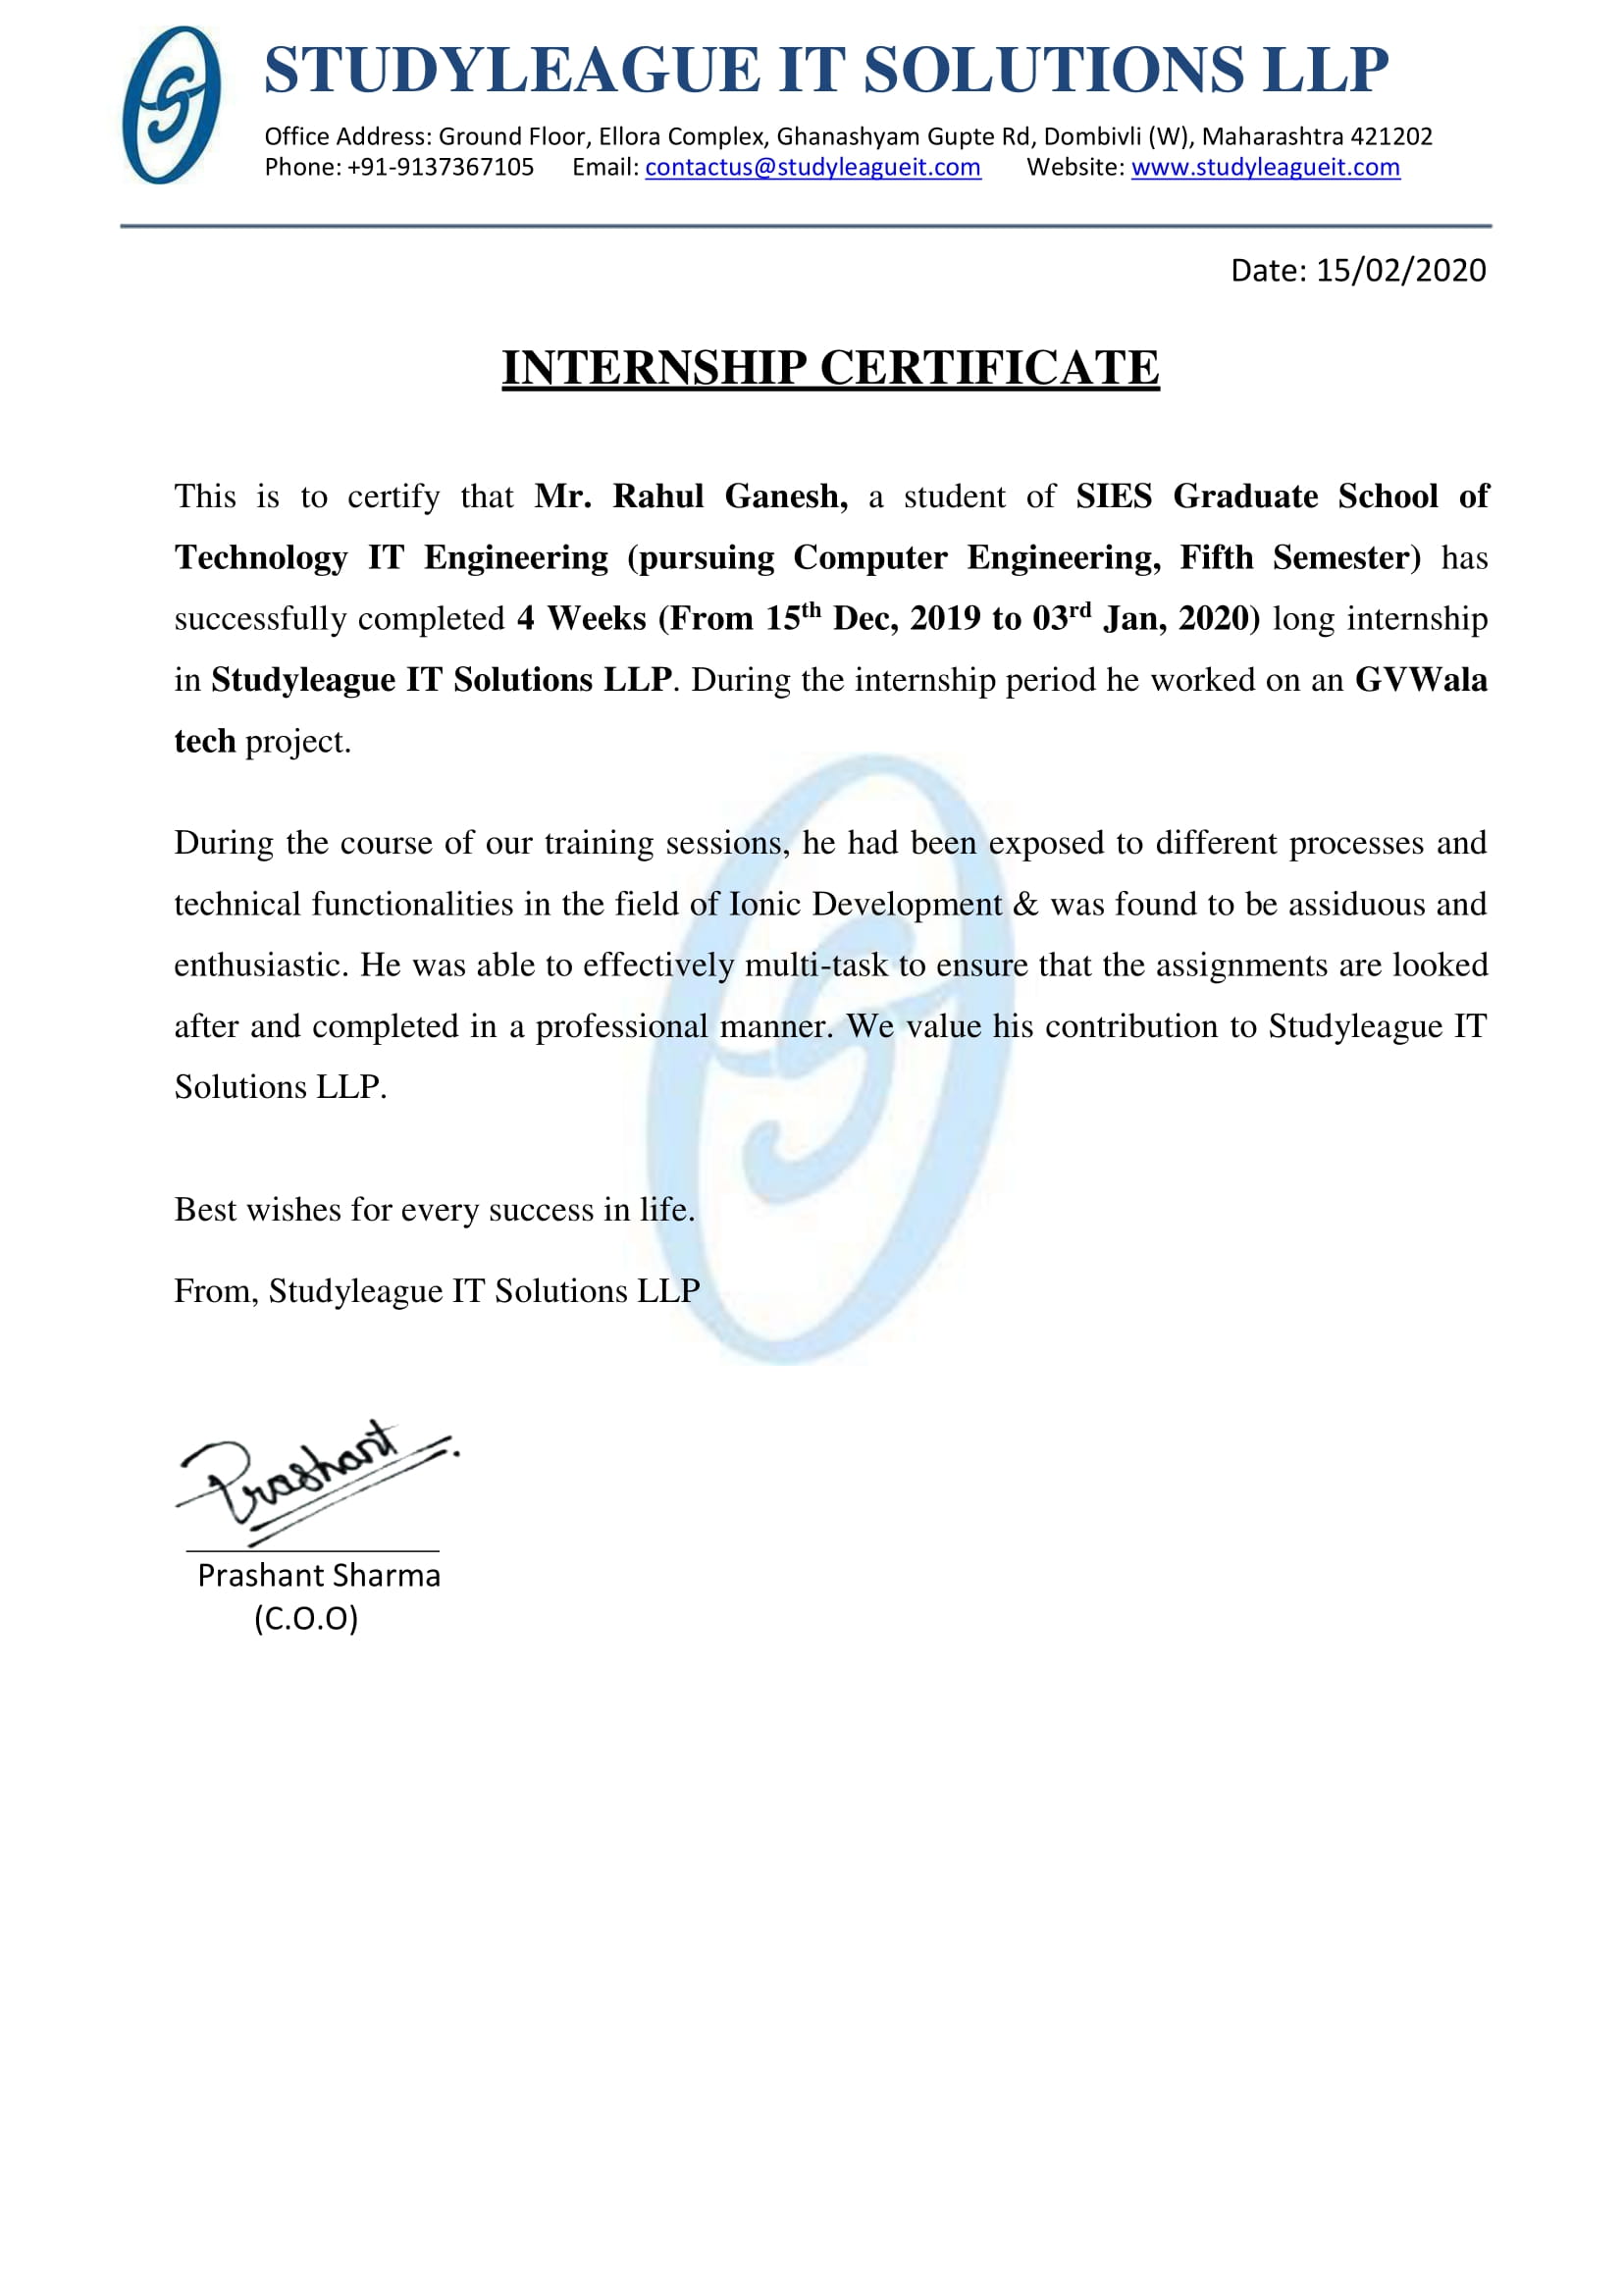 STUDYLEAGUE IT SOLUTIONS LLP
Office Address: Ground Floor, Ellora Complex, Ghanashyam Gupte Rd, Dombivli (W), Maharashtra 421202
Phone: +91-9137367105 Email: contactus@studyleagueit.com Website: www.studyleagueit.com
Date: 15/02/2020
INTERNSHIP CERTIFICATE
This is to certify that Mr. Rahul Ganesh, a student of SIES Graduate School of
Technology IT Engineering (pursuing Computer Engineering, Fifth Semester) has
successfully completed 4 Weeks (From 15th Dec, 2019 to 03rd Jan, 2020) long internship
in Studyleague IT Solutions LLP. During the internship period he worked on an GVWala
tech project.
During the course of our training sessions, he had been exposed to different processes and
technical functionalities in the field of Ionic Development & was found to be assiduous and
enthusiastic. He was able to effectively multi-task to ensure that the assignments are looked
after and completed in a professional manner. We value his contribution to Studyleague IT
Solutions LLP.
Best wishes for every success in life.
From, Studyleague IT Solutions LLP
Prashant
Prashant Sharma
(C.O.O)